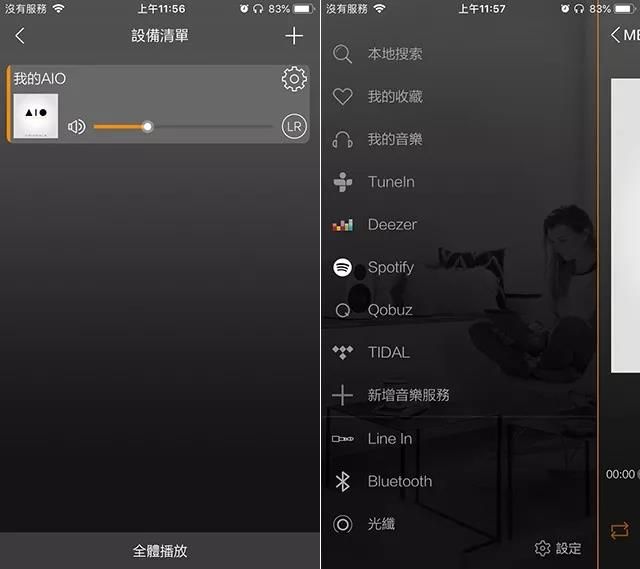 沒有服務 上午11:56 83%
設備清單
我的AIO
AIO
LR
全體播放
沒有服務 上午11:57 83%
本地搜索
我的收藏
我的音樂
TuneIn
Deezer
Spotify
Qobuz
TIDAL
新增音樂服務
Line In
Bluetooth
光纖
設定
ME
00:00